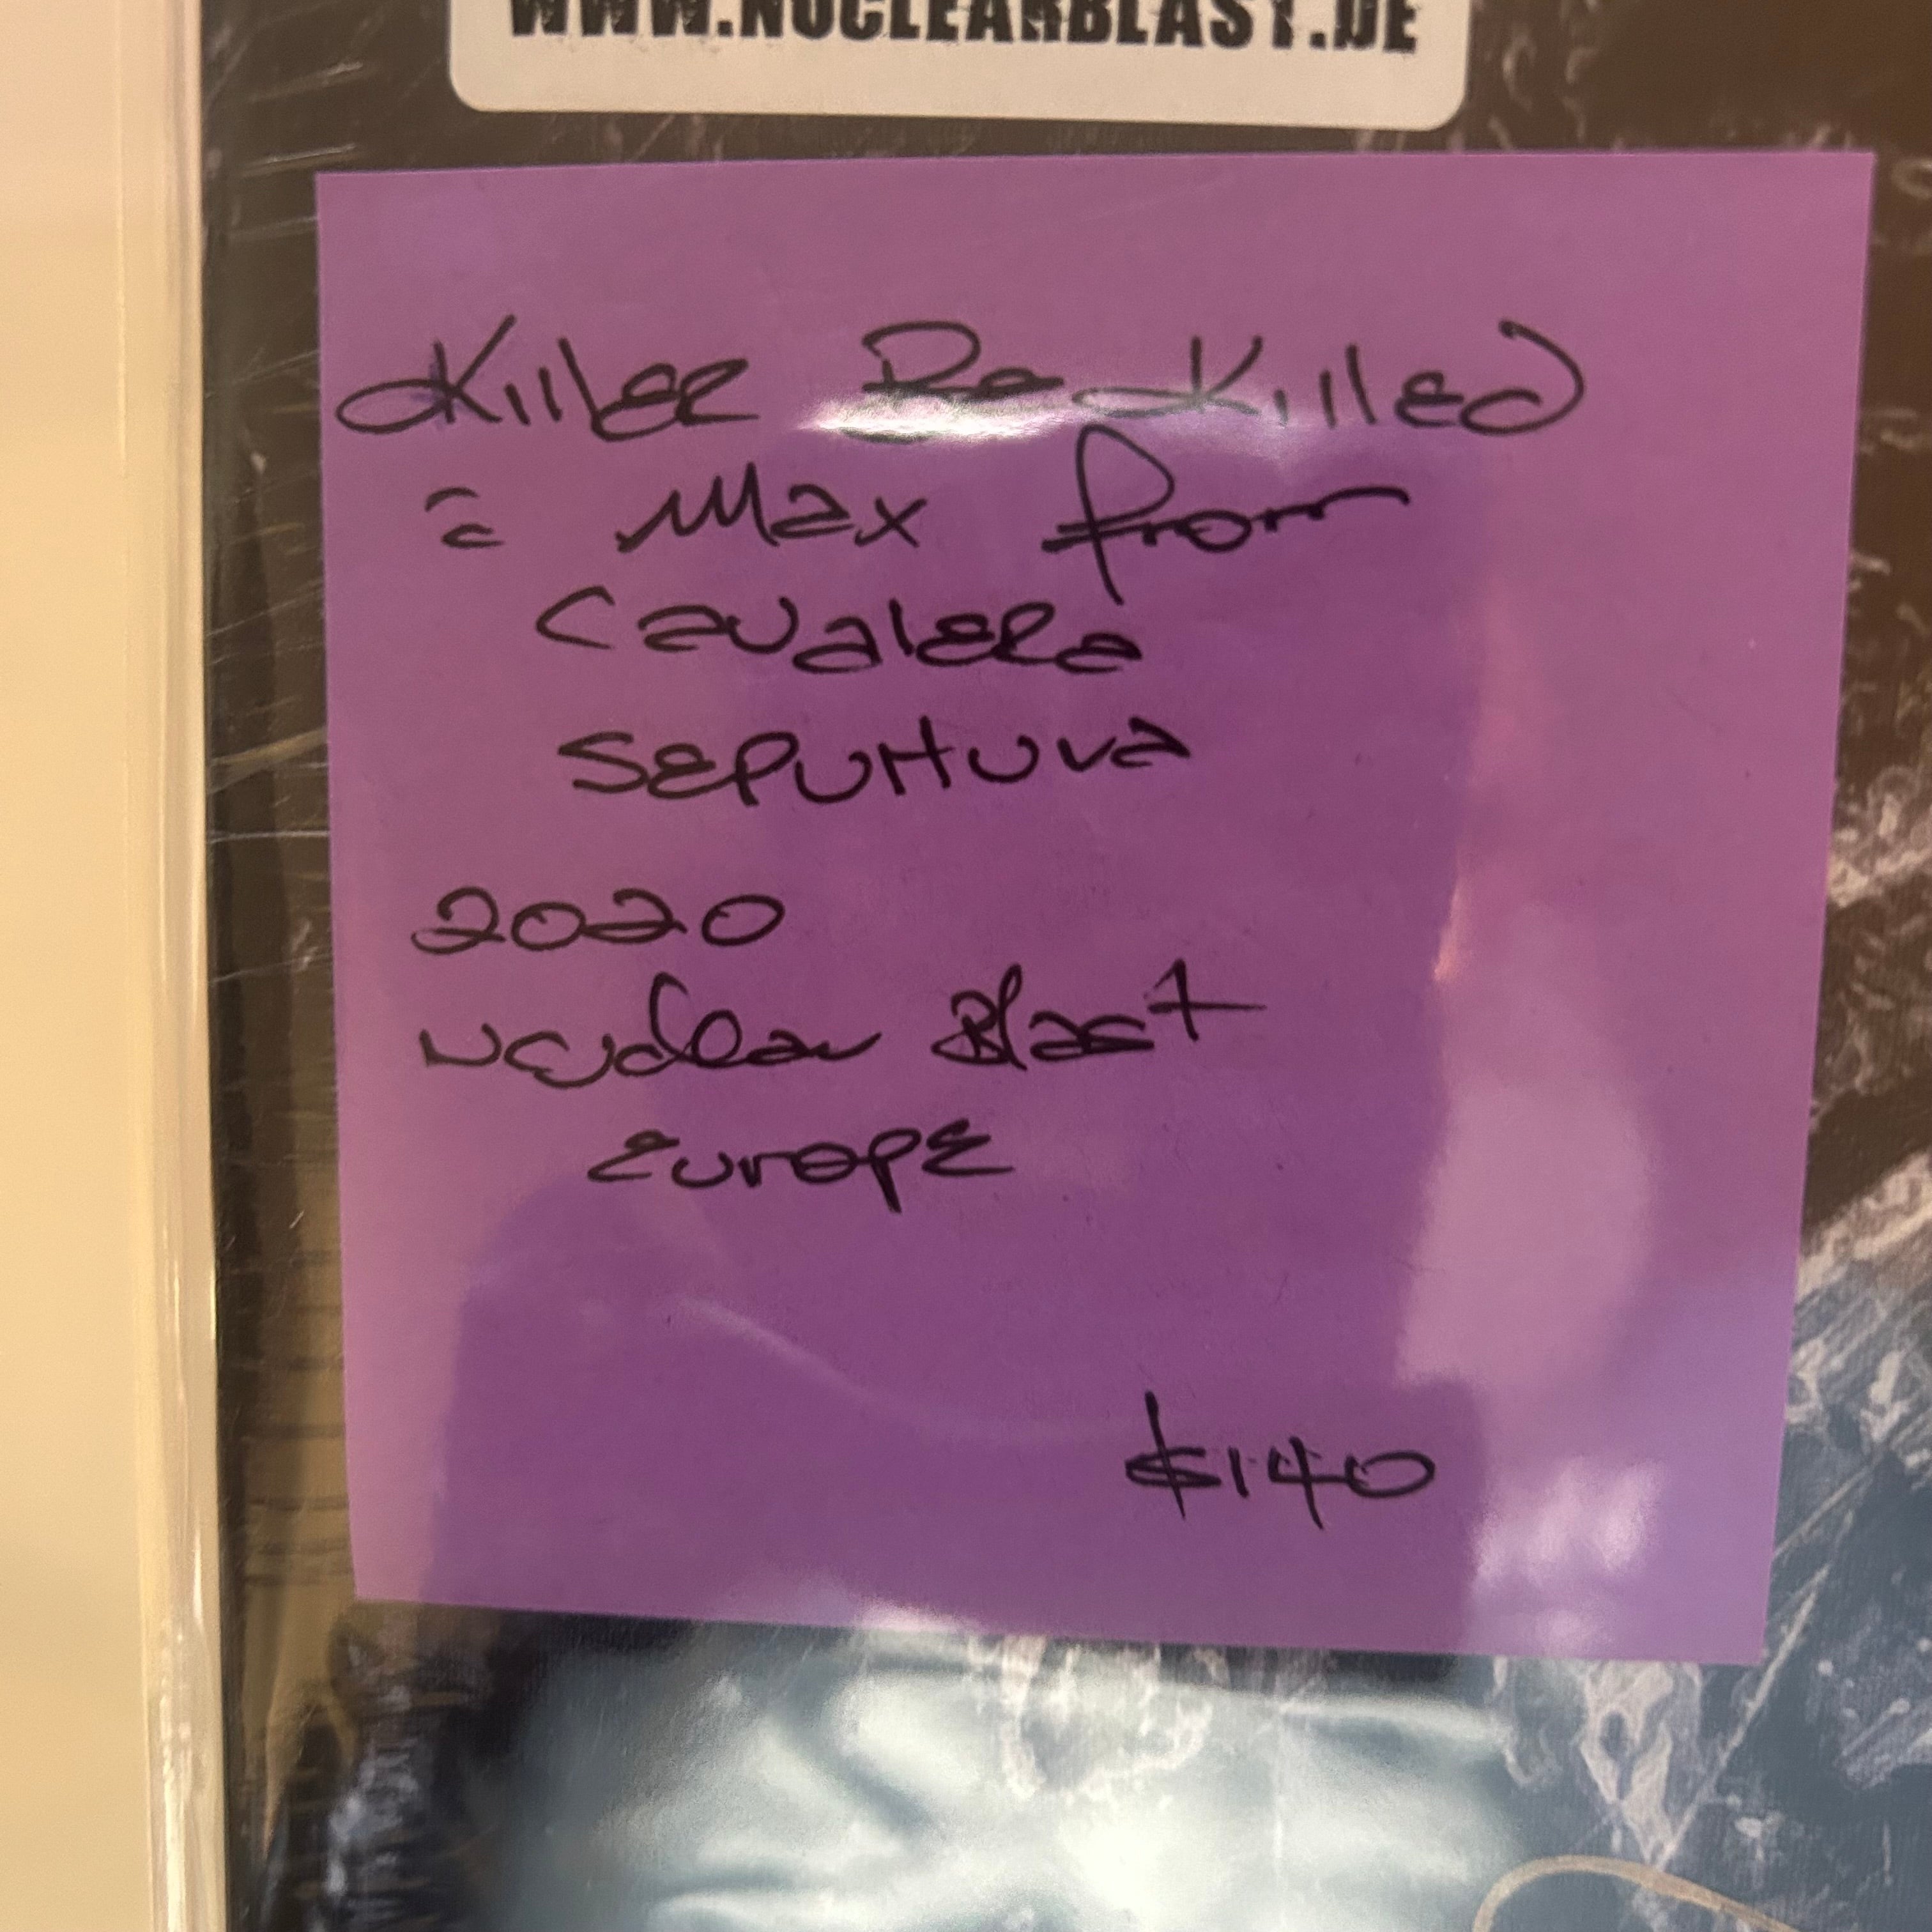 WWW.NUCLEARBLAST.DE
Killer Be Killed
= Max from
Cavalera
Sepultura
2020
Nuclear Blast
Europe
$140